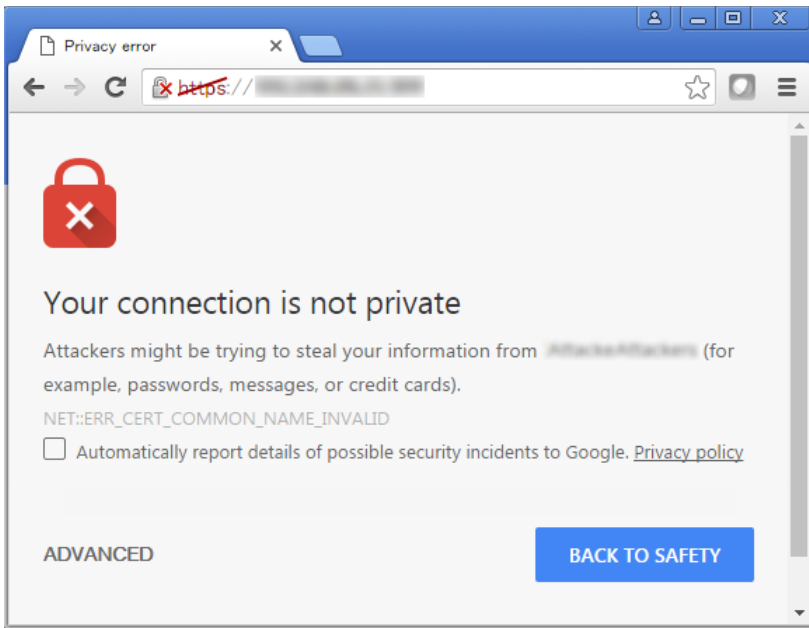 Privacy error
https://
Your connection is not private
Attackers might be trying to steal your information from (for
example, passwords, messages, or credit cards).
NET::ERR_CERT_COMMON_NAME_INVALID
Automatically report details of possible security incidents to Google. Privacy policy
ADVANCED
BACK TO SAFETY